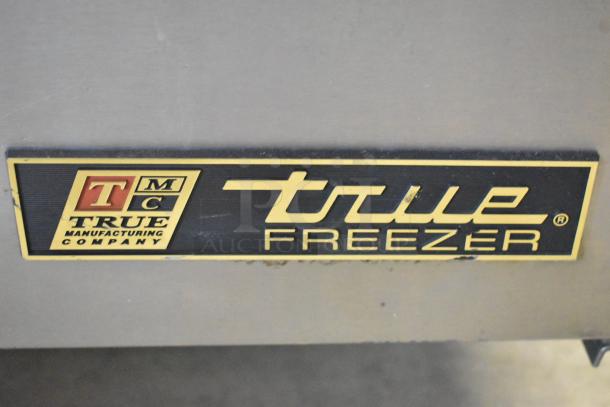 T M
C
TRUE
MANUFACTURING
COMPANY
true
FREEZER®